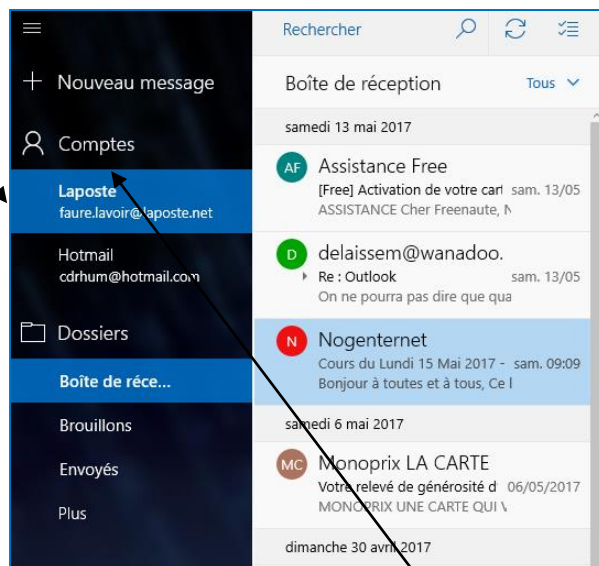 Nouveau message
Comptes
Laposte
faure.lavoir@laposte.net
Hotmail
cdrhum@hotmail.com
Dossiers
Boîte de réce...
Brouillons
Envoyés
Plus
Rechercher
Boîte de réception Tous
samedi 13 mai 2017
AF Assistance Free
[Free] Activation de votre cart sam. 13/05
ASSISTANCE Cher Freenaute, N
D delaissem@wanadoo.
Re : Outlook sam. 13/05
On ne pourra pas dire que qua
N Nogenternet
Cours du Lundi 15 Mai 2017 - sam. 09:09
Bonjour à toutes et à tous, Ce l
samedi 6 mai 2017
MC Monoprix LA CARTE
Votre relevé de générosité d' 06/05/2017
MONOPRIX UNE CARTE QUI V
dimanche 30 avril 2017